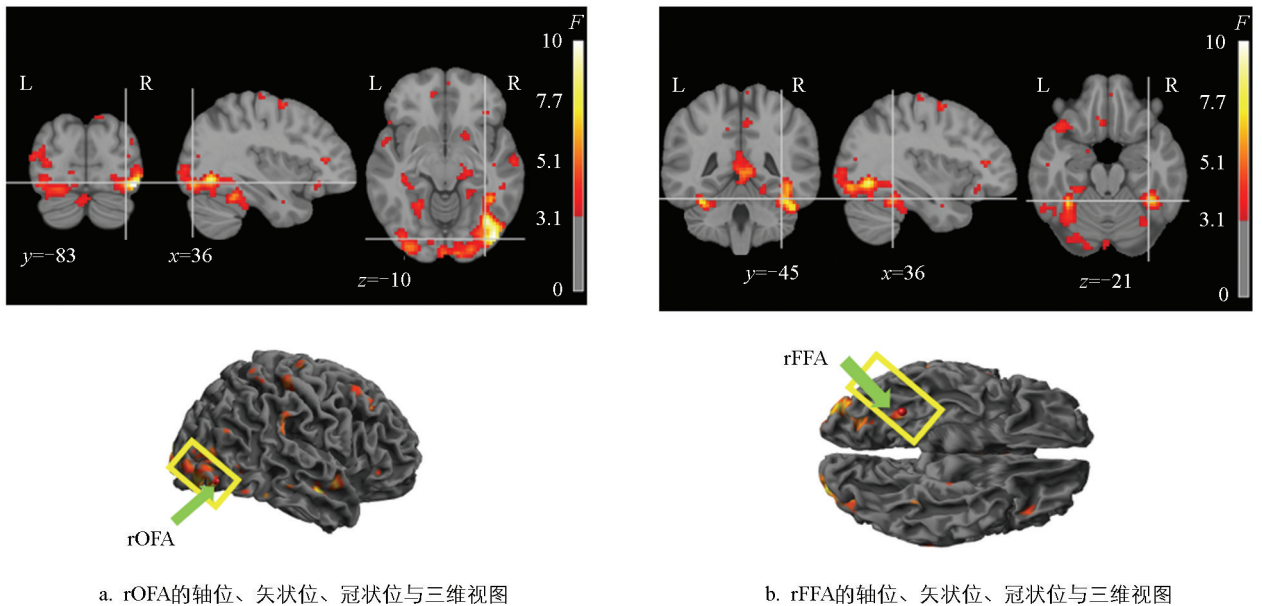 F
10
L
R
L
R
7.7
5.1
3.1
y=−83
x=36
z=−10
0
F
10
L
R
L
R
7.7
5.1
3.1
y=−45
x=36
z=−21
0
rOFA
rFFA
a. rOFA的轴位、矢状位、冠状位与三维视图
b. rFFA的轴位、矢状位、冠状位与三维视图